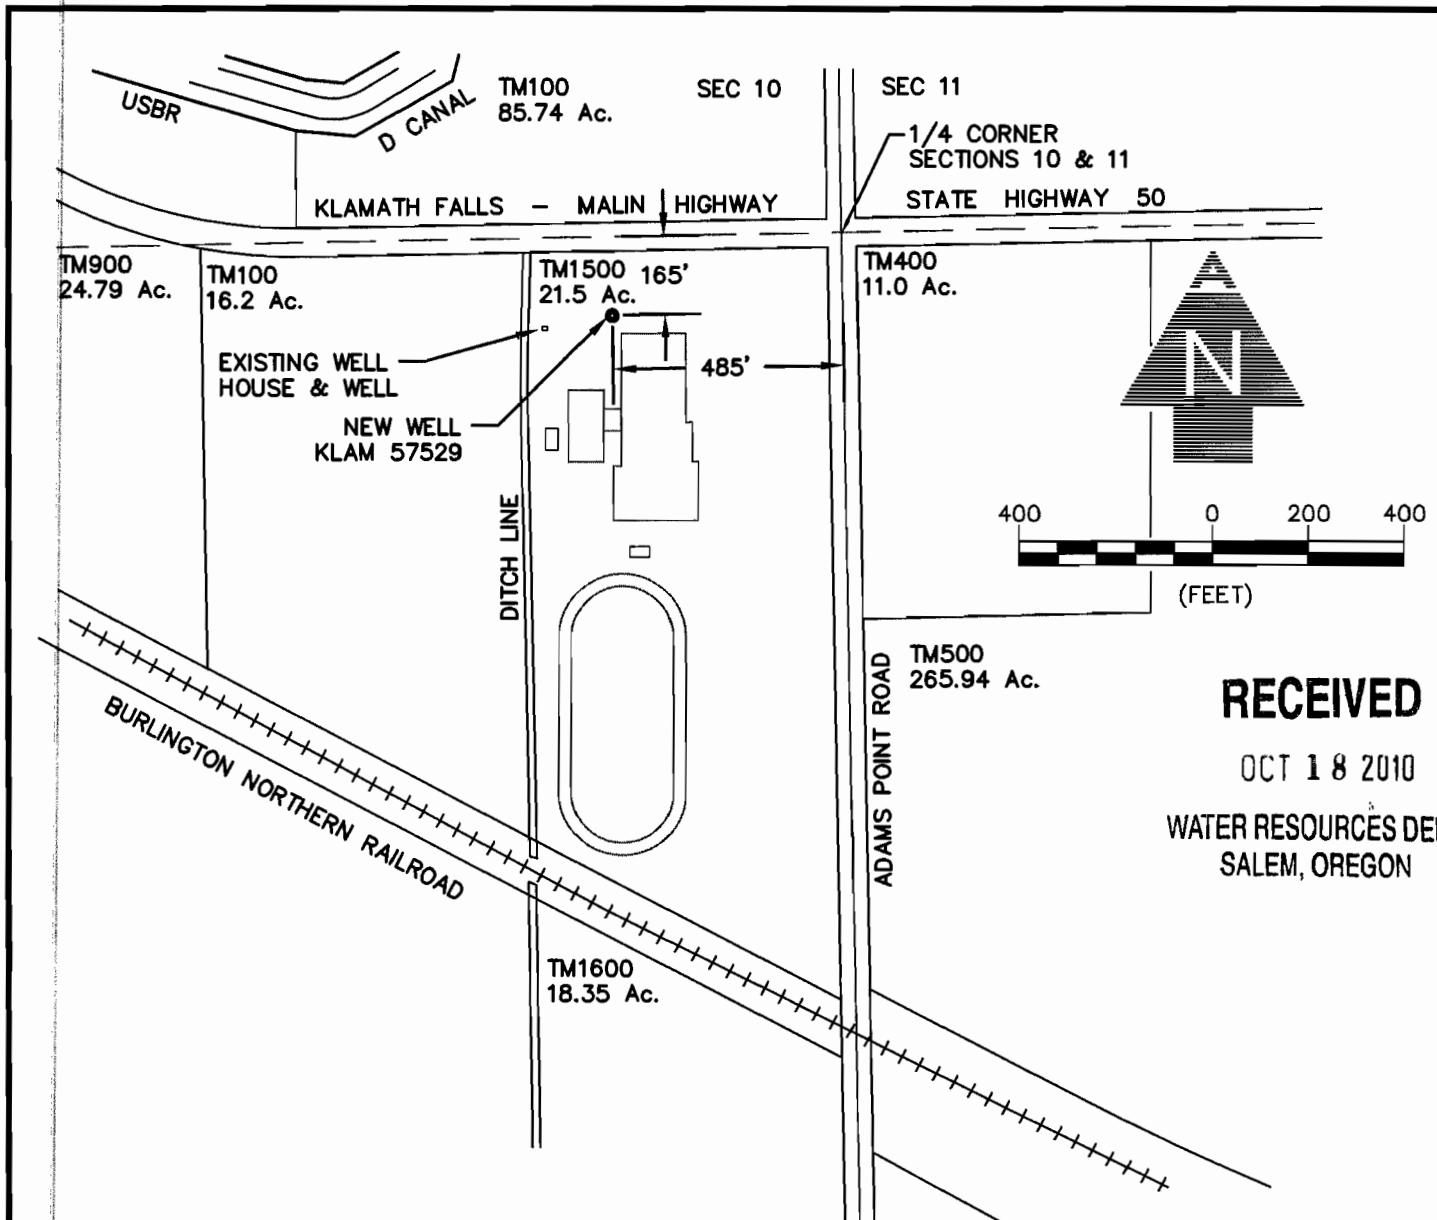 USBR
D CANAL
TM100
85.74 Ac.
SEC 10
SEC 11
1/4 CORNER
SECTIONS 10 & 11
KLAMATH FALLS - MALIN HIGHWAY
STATE HIGHWAY 50
TM900
24.79 Ac.
TM100
16.2 Ac.
TM1500
21.5 Ac.
165'
TM400
11.0 Ac.
N
EXISTING WELL
HOUSE & WELL
485'
NEW WELL
KLAM 57529
DITCH LINE
400 0 200 400
(FEET)
TM500
265.94 Ac.
ADAMS POINT ROAD
BURLINGTON NORTHERN RAILROAD
RECEIVED
OCT 18 2010
WATER RESOURCES
SALEM, OREGON
TM1600
18.35 Ac.